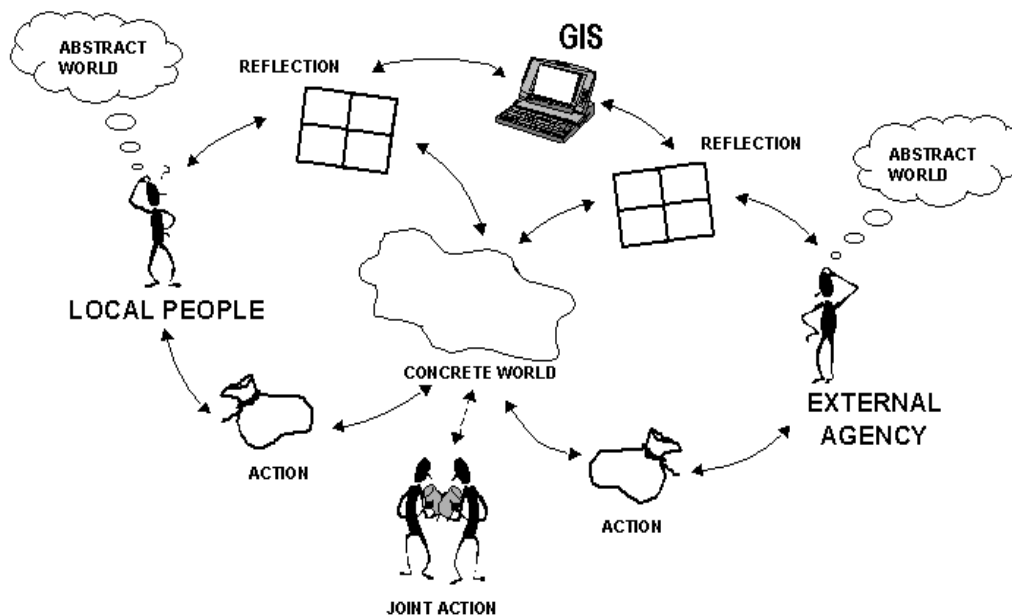 ABSTRACT
WORLD
REFLECTION
GIS
REFLECTION
ABSTRACT
WORLD
LOCAL PEOPLE
CONCRETE WORLD
EXTERNAL
AGENCY
ACTION
ACTION
JOINT ACTION